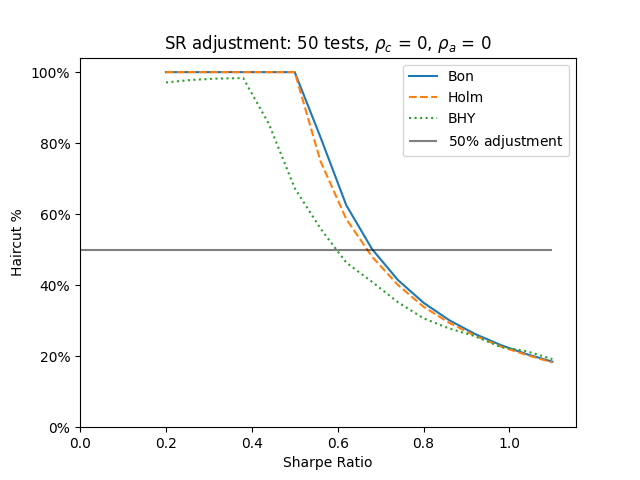 SR adjustment: 50 tests, ρc = 0, ρa = 0
100%
80%
60%
40%
20%
0%
Haircut %
Bon
Holm
BHY
50% adjustment
0.0 0.2 0.4 0.6 0.8 1.0
Sharpe Ratio